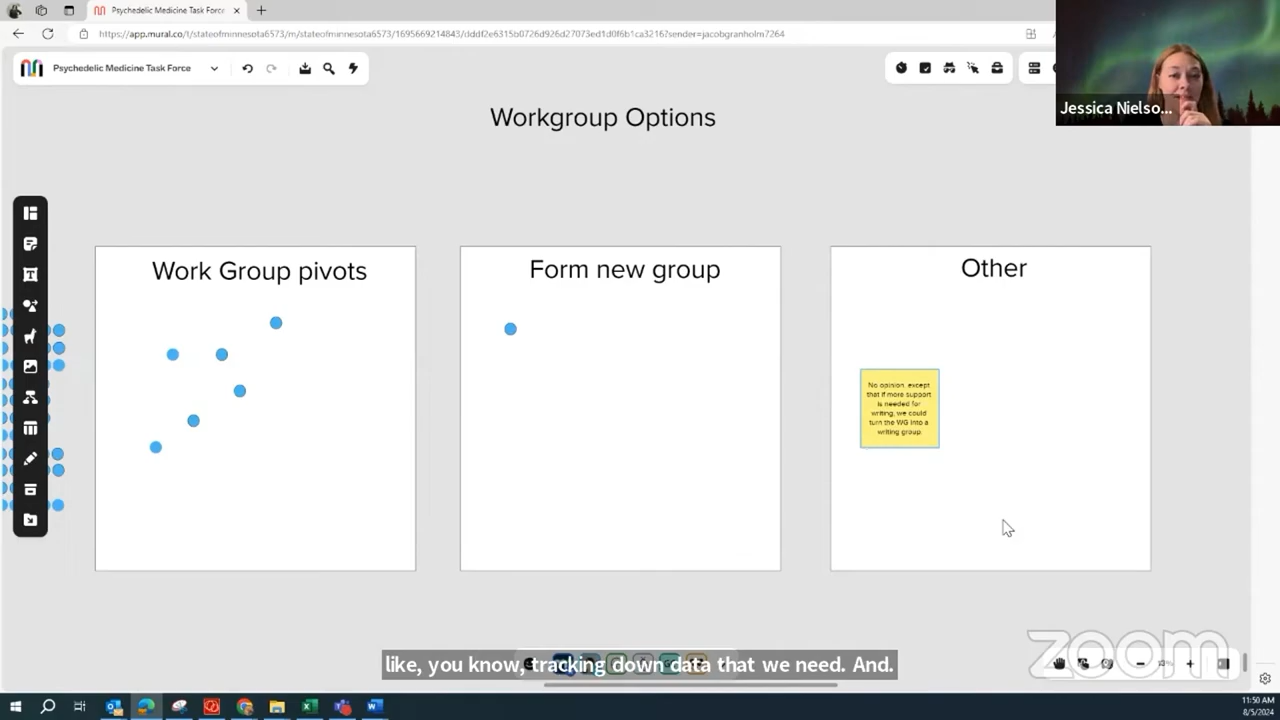 Psychedelic Medicine Task Force
https://app.mural.co/t/stateofminnesota6573/m/stateofminnesota6573/1695669214843/dddf2e6315b0726d926d27073ed1d0f6b1ca3216?sender=jacobgranholm7264
Psychedelic Medicine Task Force
Jessica Nielso...
Workgroup Options
Work Group pivots
Form new group
Other
No opinion, except
that if more support
is needed for
writing, we could
turn the WG into a
writing group
like, you know, tracking down data that we need. And.
zoom
11:50 AM
8/5/2024